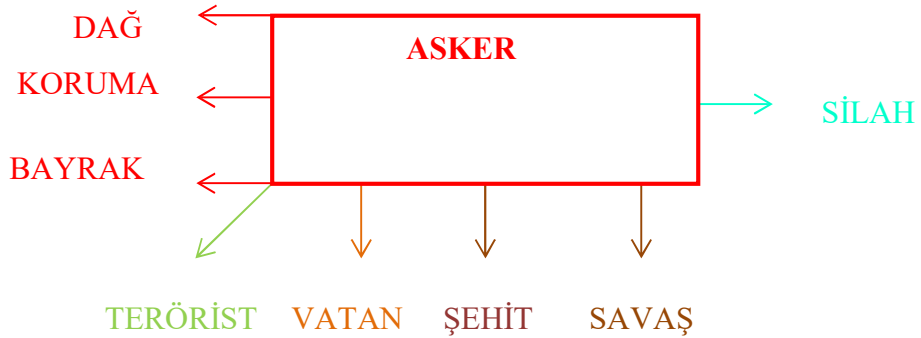 DAĞ
ASKER
KORUMA
SİLAH
BAYRAK
TERÖRİST VATAN ŞEHİT SAVAŞ